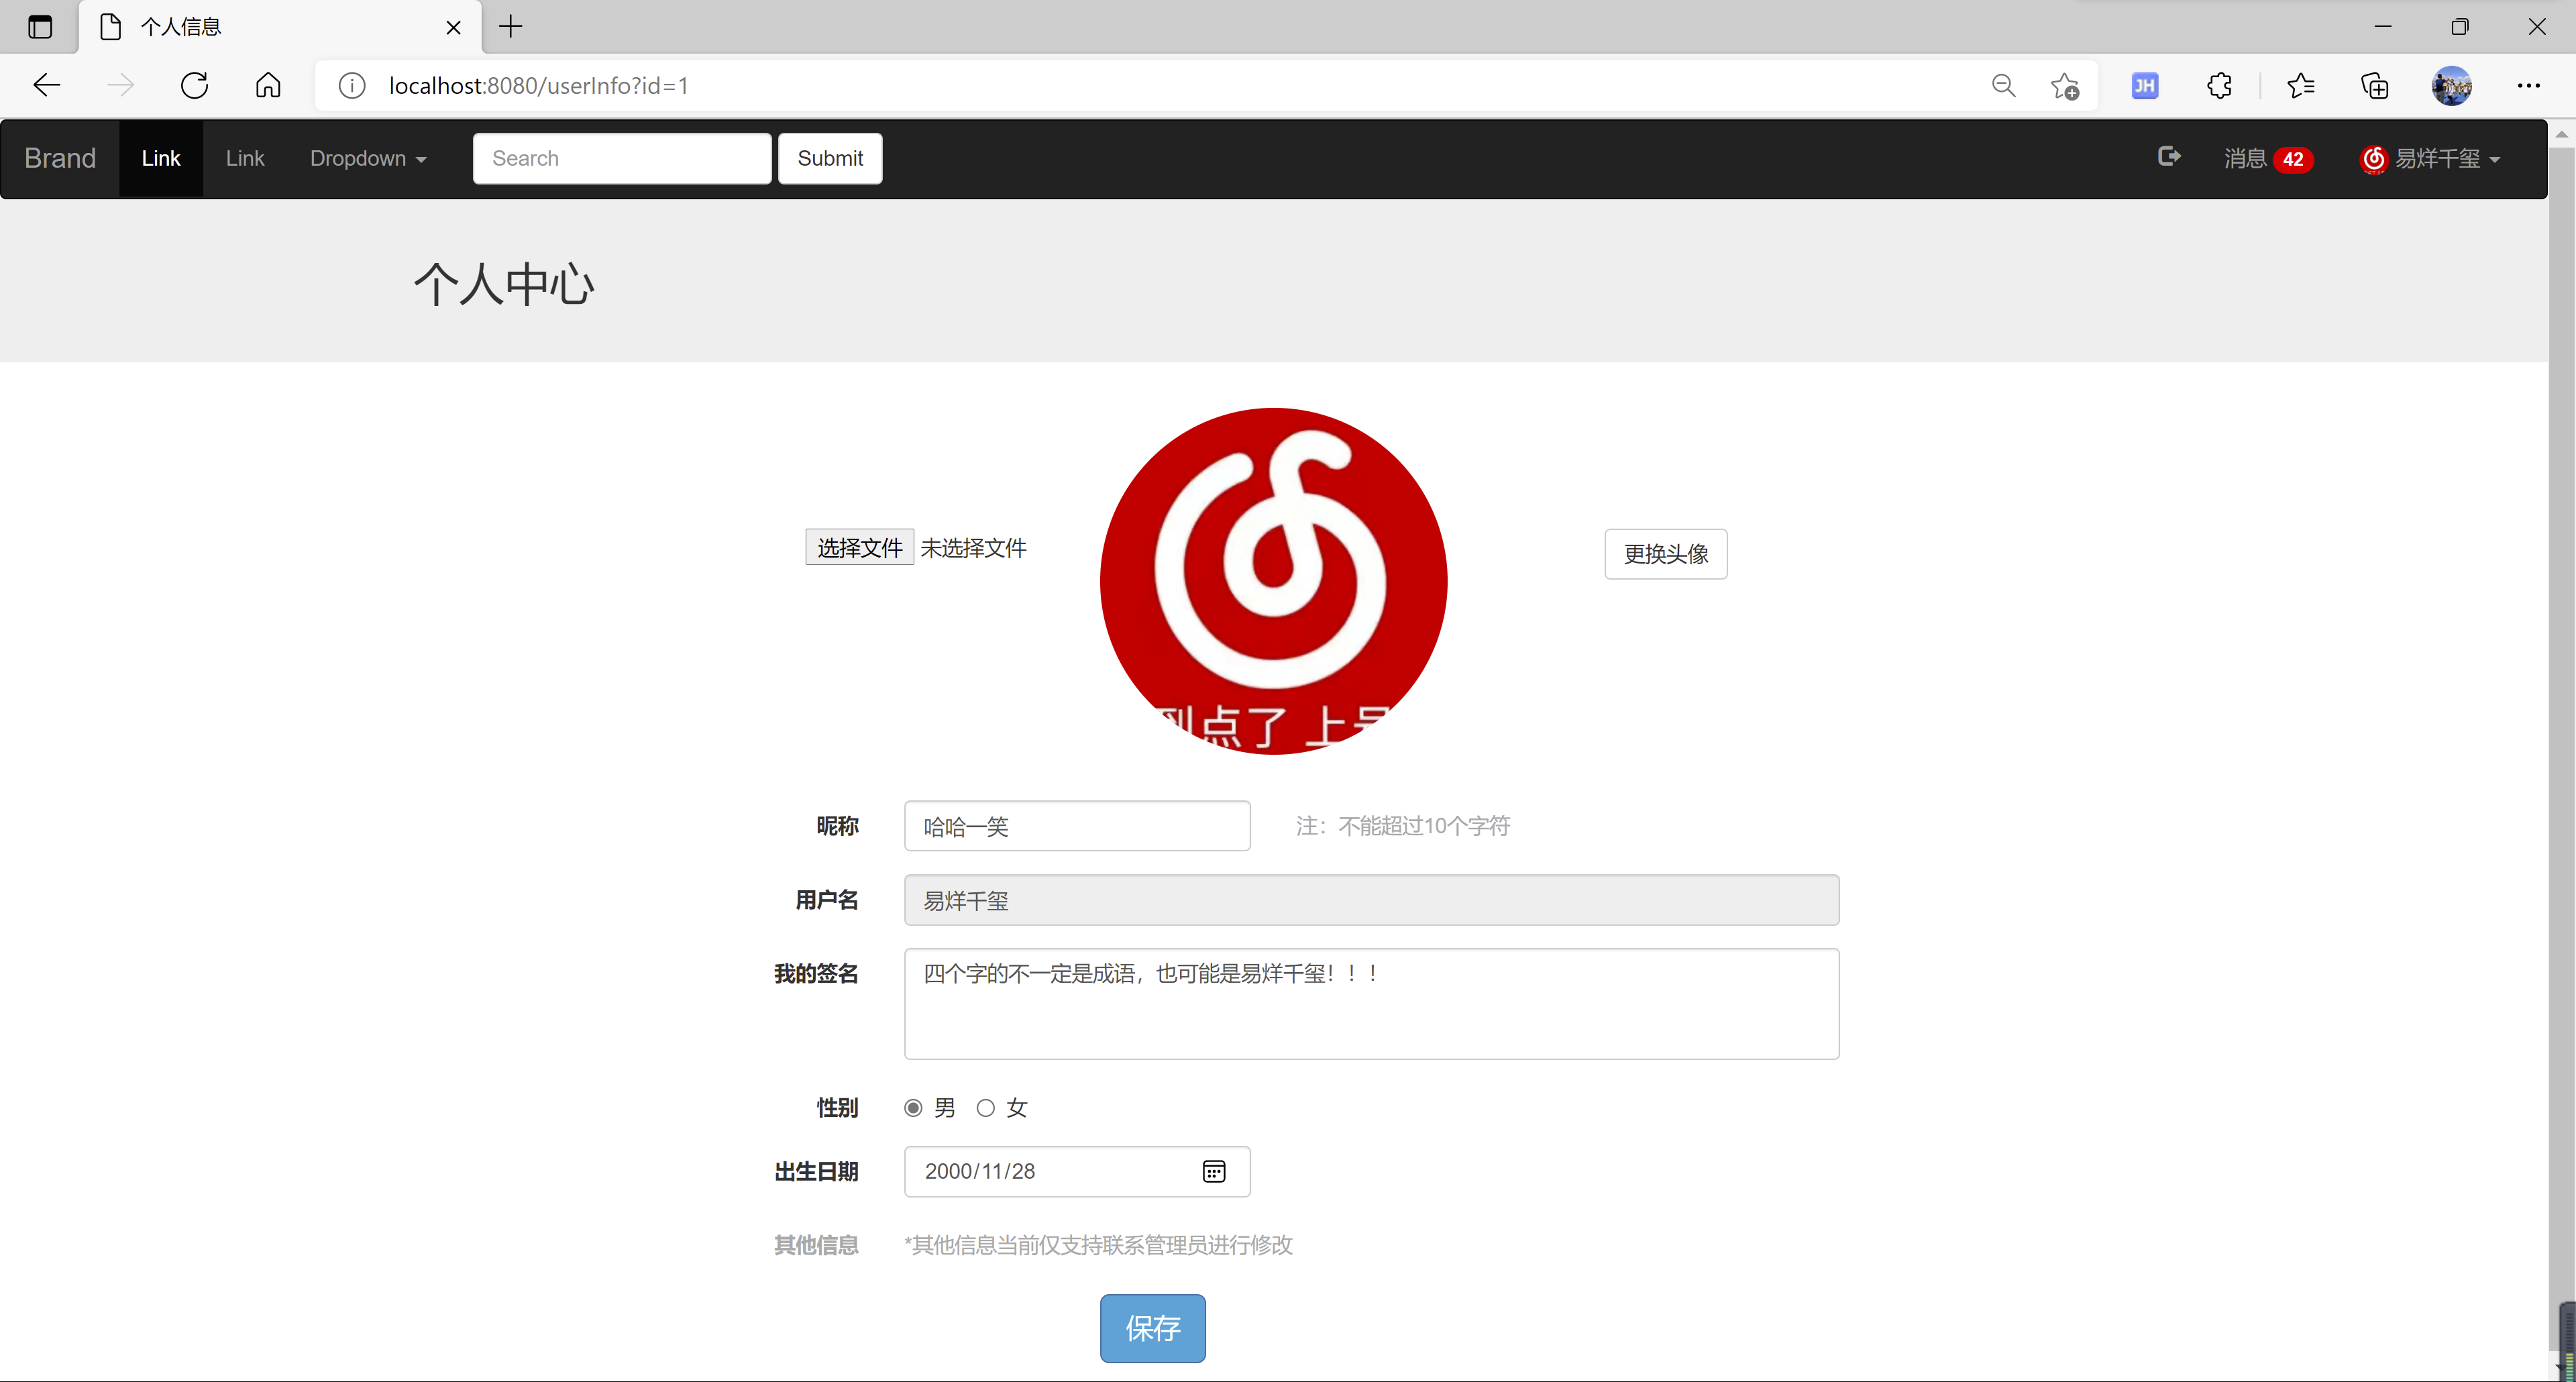 个人信息
localhost:8080/userInfo?id=1
JH
Brand Link Link Dropdown Search Submit 消息 42 易烊千玺
个人中心
选择文件 未选择文件 更换头像
到点了 上号
昵称 哈哈一笑 注：不能超过10个字符
用户名 易烊千玺
我的签名 四个字的不一定是成语，也可能是易烊千玺！！！
性别 男 女
出生日期 2000/11/28
其他信息 *其他信息当前仅支持联系管理员进行修改
保存